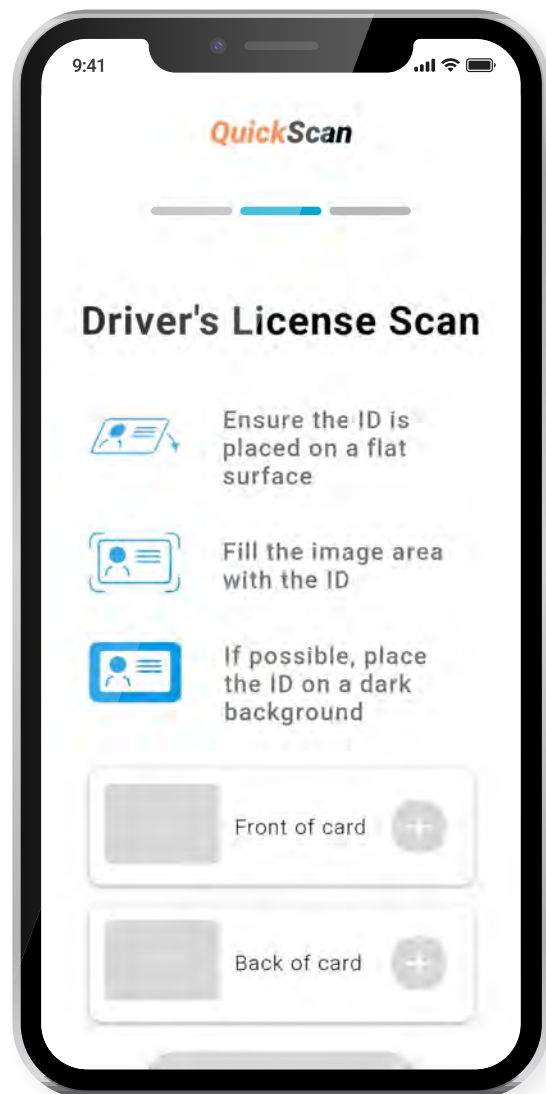 9:41
QuickScan
Driver's License Scan
Ensure the ID is
placed on a flat
surface
Fill the image area
with the ID
If possible, place
the ID on a dark
background
Front of card
Back of card